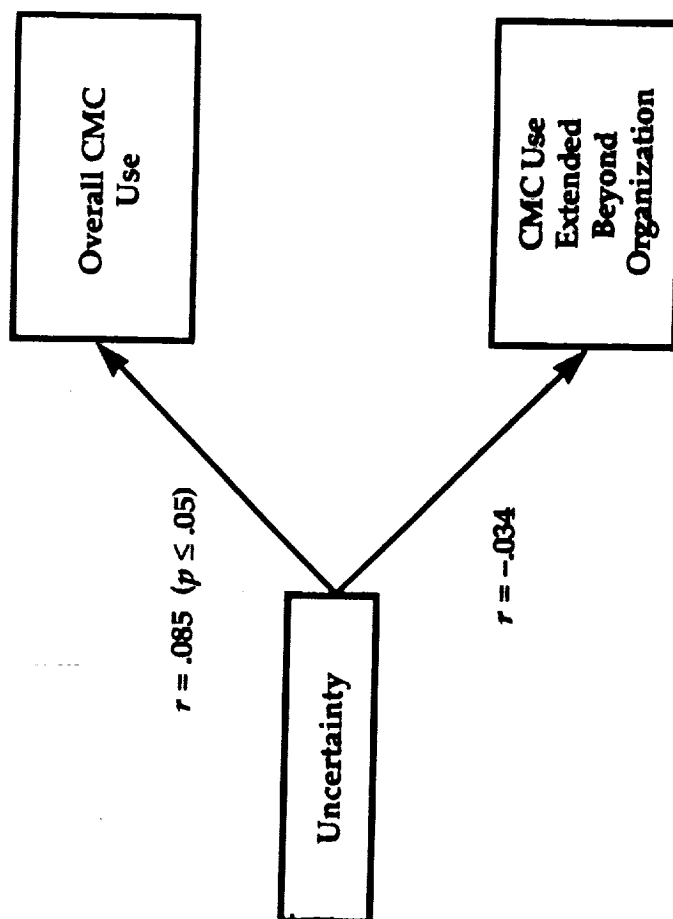 Overall CMC
Use
r = .085 (p ≤ .05)
Uncertainty
r = –.034
CMC Use
Extended
Beyond
Organization